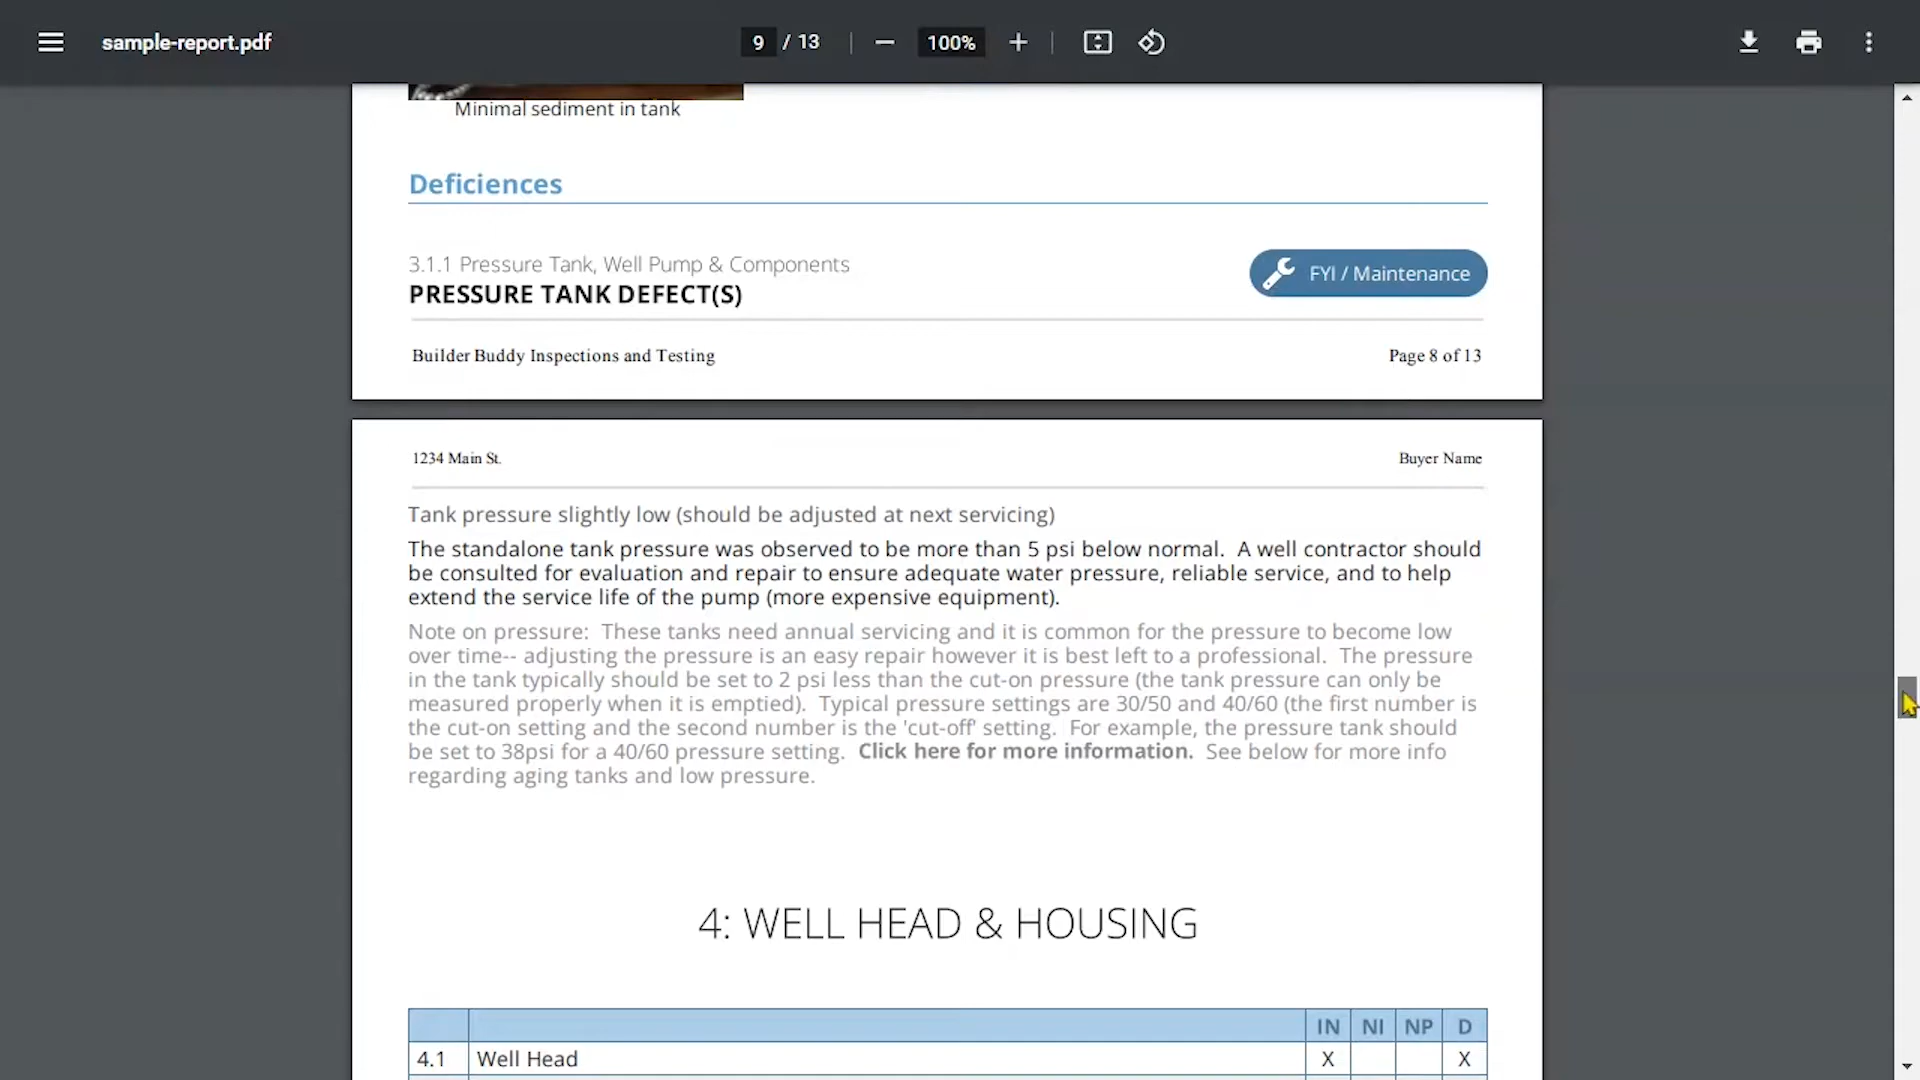 sample-report.pdf
9 / 13
100%
Minimal sediment in tank
Deficiences
3.1.1 Pressure Tank, Well Pump & Components
PRESSURE TANK DEFECT(S)
FYI / Maintenance
Builder Buddy Inspections and Testing
Page 8 of 13
1234 Main St.
Buyer Name
Tank pressure slightly low (should be adjusted at next servicing)
The standalone tank pressure was observed to be more than 5 psi below normal.  A well contractor should
be consulted for evaluation and repair to ensure adequate water pressure, reliable service, and to help
extend the service life of the pump (more expensive equipment).
Note on pressure:  These tanks need annual servicing and it is common for the pressure to become low
over time-- adjusting the pressure is an easy repair however it is best left to a professional.  The pressure
in the tank typically should be set to 2 psi less than the cut-on pressure (the tank pressure can only be
measured properly when it is emptied).  Typical pressure settings are 30/50 and 40/60 (the first number is
the cut-on setting and the second number is the 'cut-off' setting.  For example, the pressure tank should
be set to 38psi for a 40/60 pressure setting.  Click here for more information.  See below for more info
regarding aging tanks and low pressure.
4: WELL HEAD & HOUSING
IN NI NP D
4.1 Well Head X X